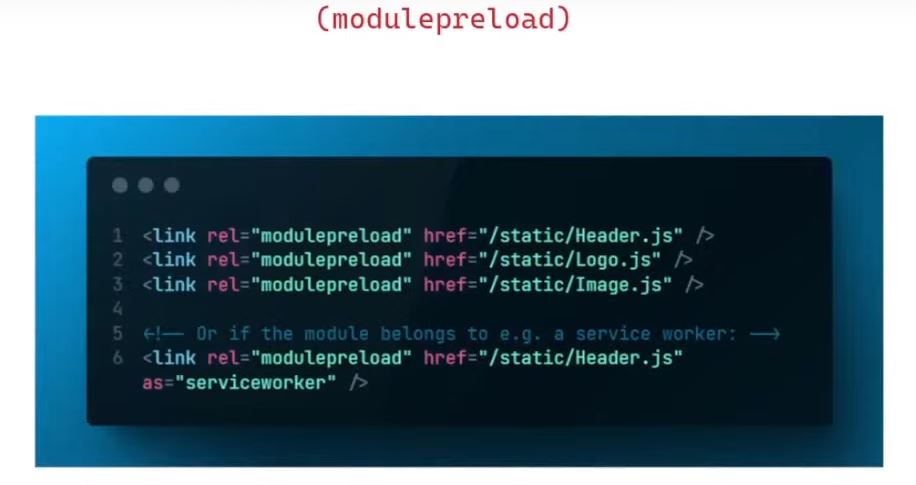 (modulepreload)
1 <link rel="modulepreload" href="/static/Header.js" />
2 <link rel="modulepreload" href="/static/Logo.js" />
3 <link rel="modulepreload" href="/static/Image.js" />
4
5 <!-- Or if the module belongs to e.g. a service worker: -->
6 <link rel="modulepreload" href="/static/Header.js"
as="serviceworker" />